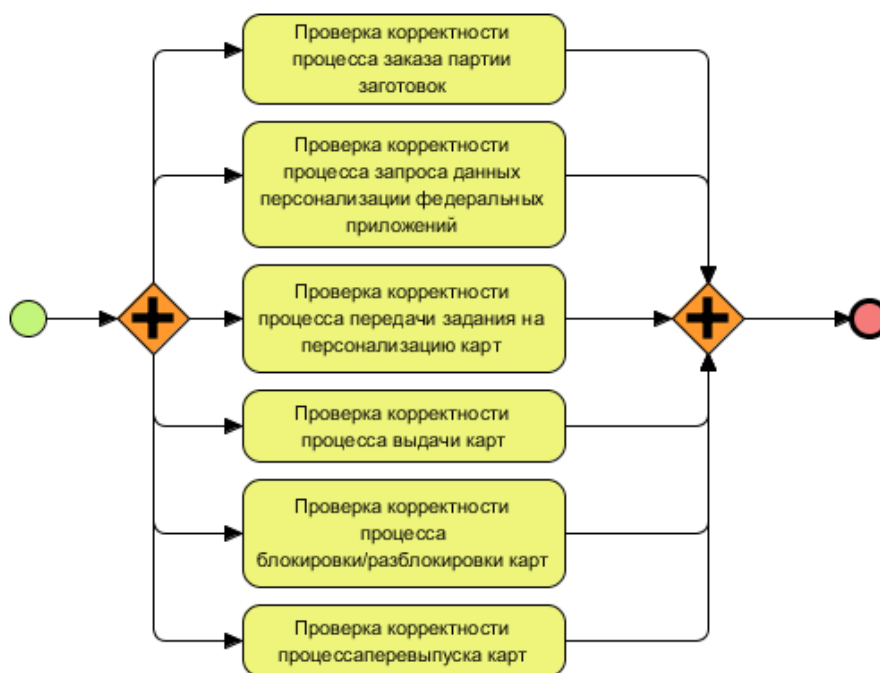 Проверка корректности
процесса заказа партии
заготовок
Проверка корректности
процесса запроса данных
персонализации федеральных
приложений
Проверка корректности
процесса передачи задания на
персонализацию карт
Проверка корректности
процесса выдачи карт
Проверка корректности
процесса
блокировки/разблокировки карт
Проверка корректности
процессаперевыпуска карт